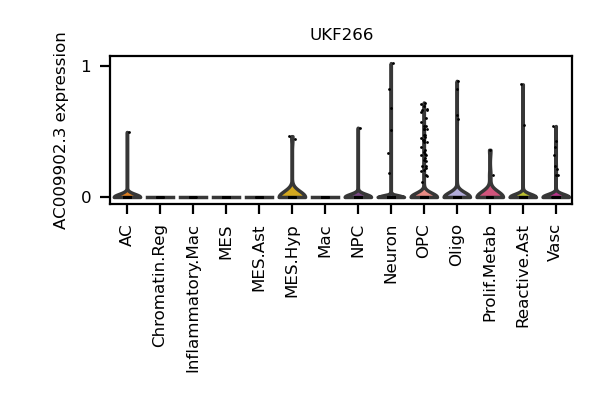 UKF266
AC009902.3 expression
1
0
AC
Chromatin.Reg
Inflammatory.Mac
MES
MES.Ast
MES.Hyp
Mac
NPC
Neuron
OPC
Oligo
Prolif.Metab
Reactive.Ast
Vasc